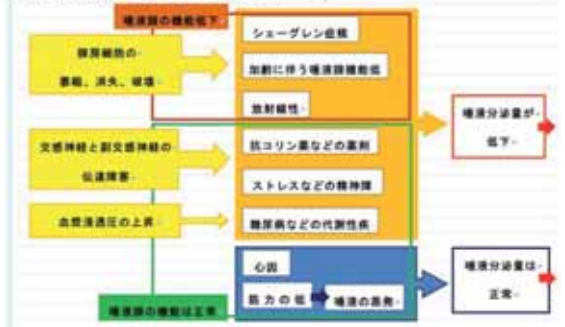 唾液腺の機能低下
シェーグレン症候
腺房細胞の
萎縮、消失、破壊
加齢に伴う唾液腺機能低
放射線性
唾液分泌量が
低下
交感神経と副交感神経の
伝達障害
抗コリン薬などの薬剤
ストレスなどの精神障
血漿浸透圧の上昇
糖尿病などの代謝性疾
心因
唾液分泌量は
正常
筋力の低
唾液の蒸発
唾液腺の機能は正常